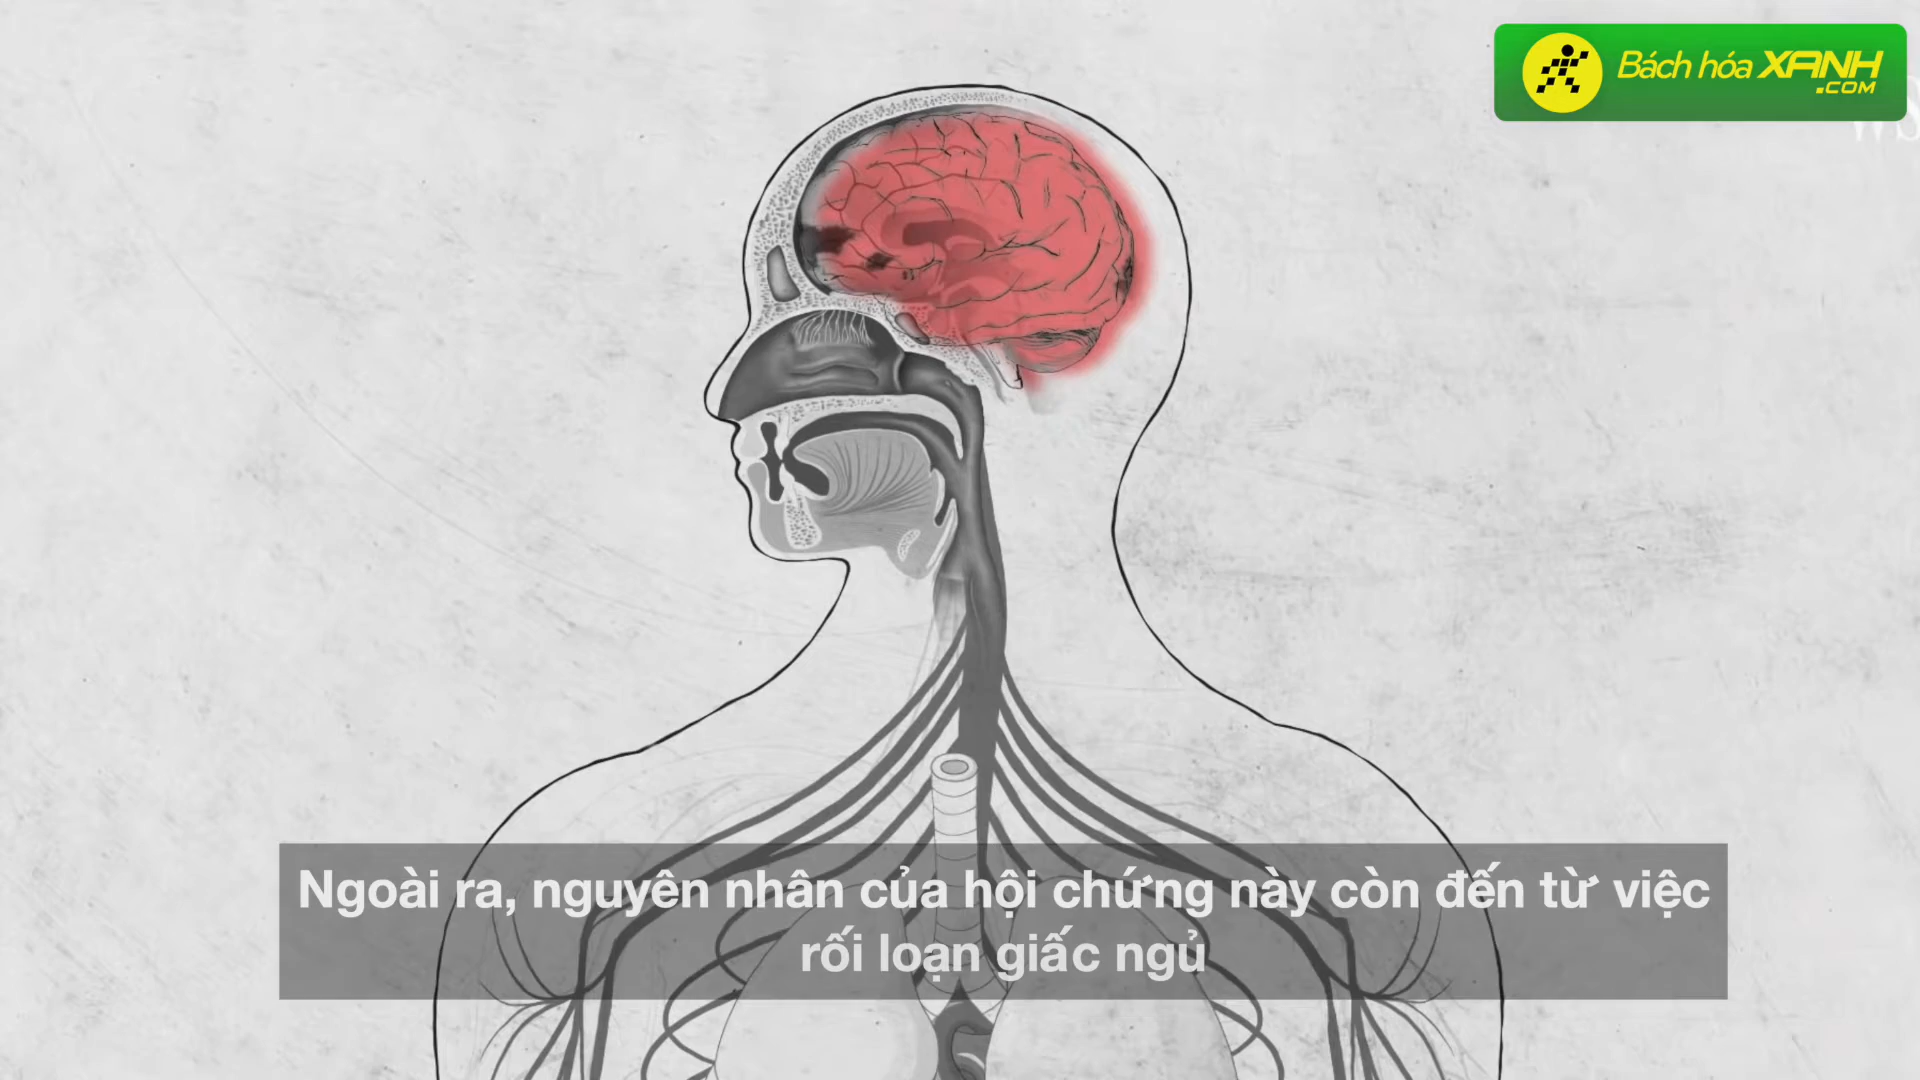 Bách hóa XANH
.COM
Ngoài ra, nguyên nhân của hội chứng này còn đến từ việc
rối loạn giấc ngủ